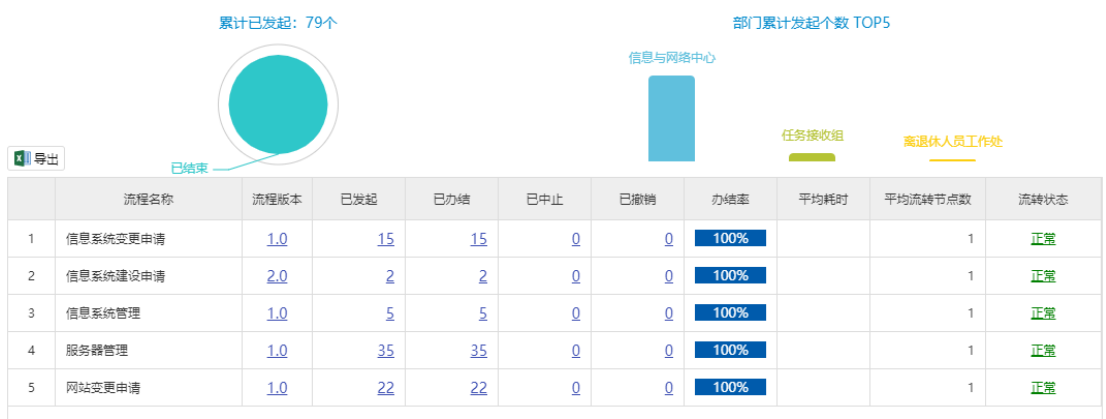 累计已发起：79个
部门累计发起个数 TOP5
信息与网络中心
任务接收组
离退休人员工作处
导出
已结束
流程名称 流程版本 已发起 已办结 已中止 已撤销 办结率 平均耗时 平均流转节点数 流转状态
1 信息系统变更申请 1.0 15 15 0 0 100% 1 正常
2 信息系统建设申请 2.0 2 2 0 0 100% 1 正常
3 信息系统管理 1.0 5 5 0 0 100% 1 正常
4 服务器管理 1.0 35 35 0 0 100% 1 正常
5 网站变更申请 1.0 22 22 0 0 100% 1 正常